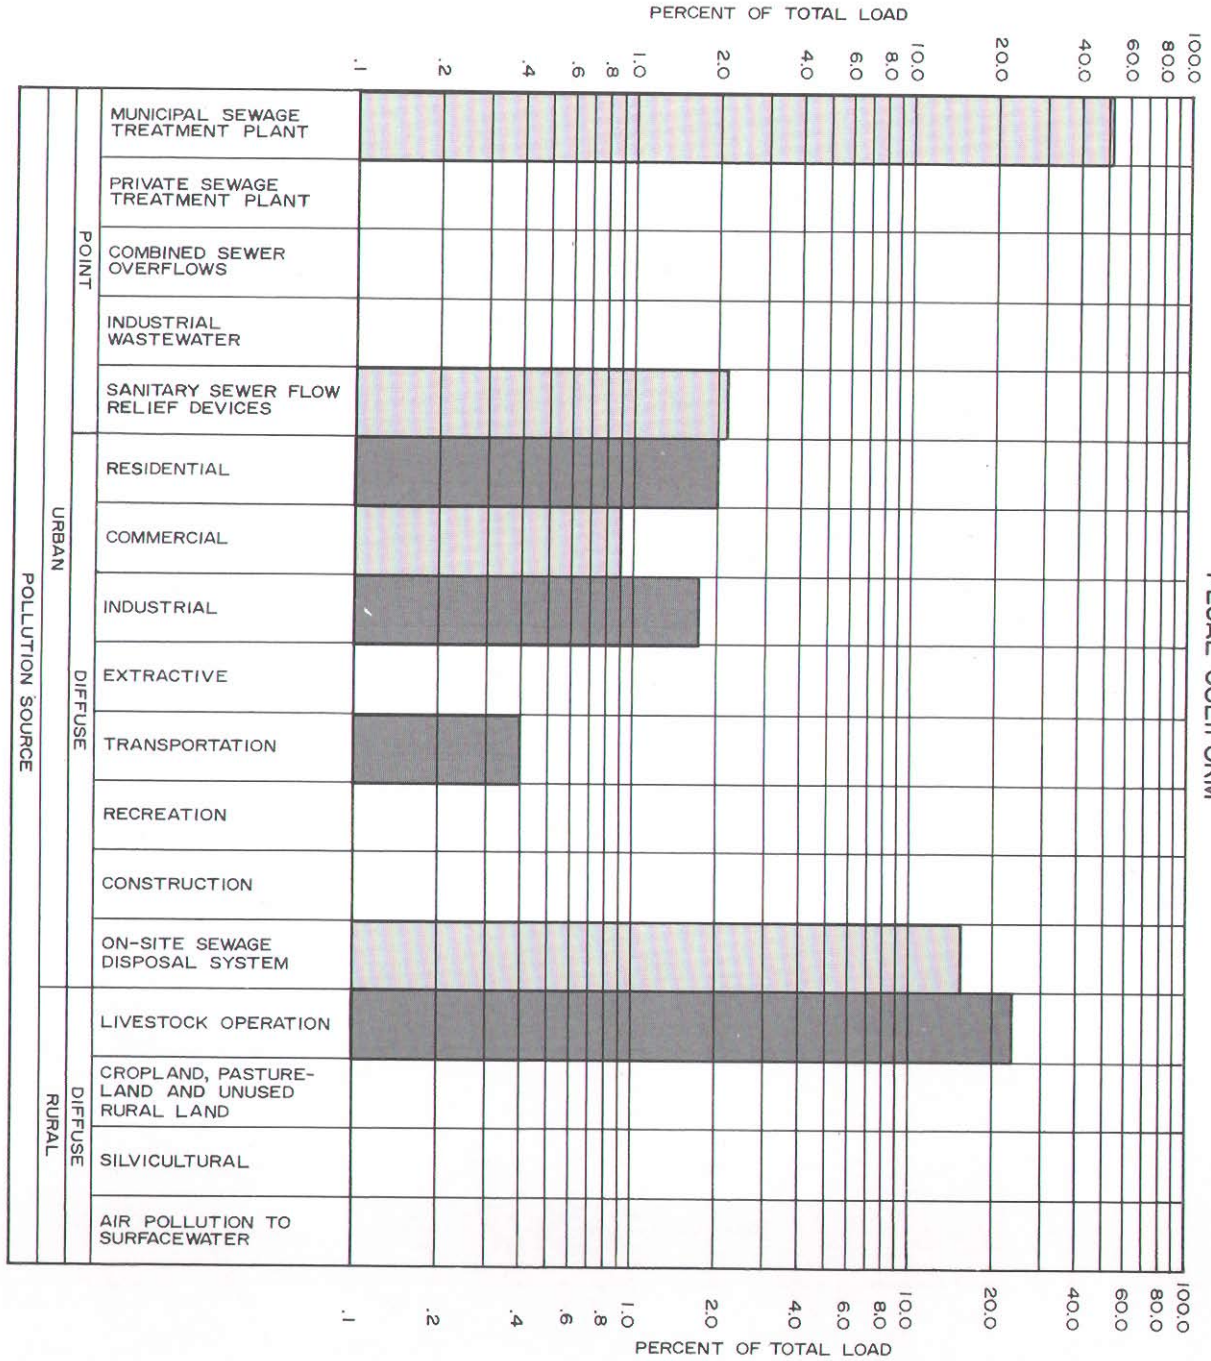 PERCENT OF TOTAL LOAD
.1 .2 .4 .6 .8 1.0 2.0 4.0 6.0 8.0 10.0 20.0 40.0 60.0 80.0 100.0
MUNICIPAL SEWAGE
TREATMENT PLANT
PRIVATE SEWAGE
TREATMENT PLANT
COMBINED SEWER
OVERFLOWS
INDUSTRIAL
WASTEWATER
SANITARY SEWER FLOW
RELIEF DEVICES
RESIDENTIAL
COMMERCIAL
INDUSTRIAL
EXTRACTIVE
TRANSPORTATION
RECREATION
CONSTRUCTION
ON-SITE SEWAGE
DISPOSAL SYSTEM
LIVESTOCK OPERATION
CROPLAND, PASTURE-
LAND AND UNUSED
RURAL LAND
SILVICULTURAL
AIR POLLUTION TO
SURFACEWATER
POINT
DIFFUSE
DIFFUSE
URBAN
RURAL
POLLUTION SOURCE
.1 .2 .4 .6 .8 1.0 2.0 4.0 6.0 8.0 10.0 20.0 40.0 60.0 80.0 100.0
PERCENT OF TOTAL LOAD